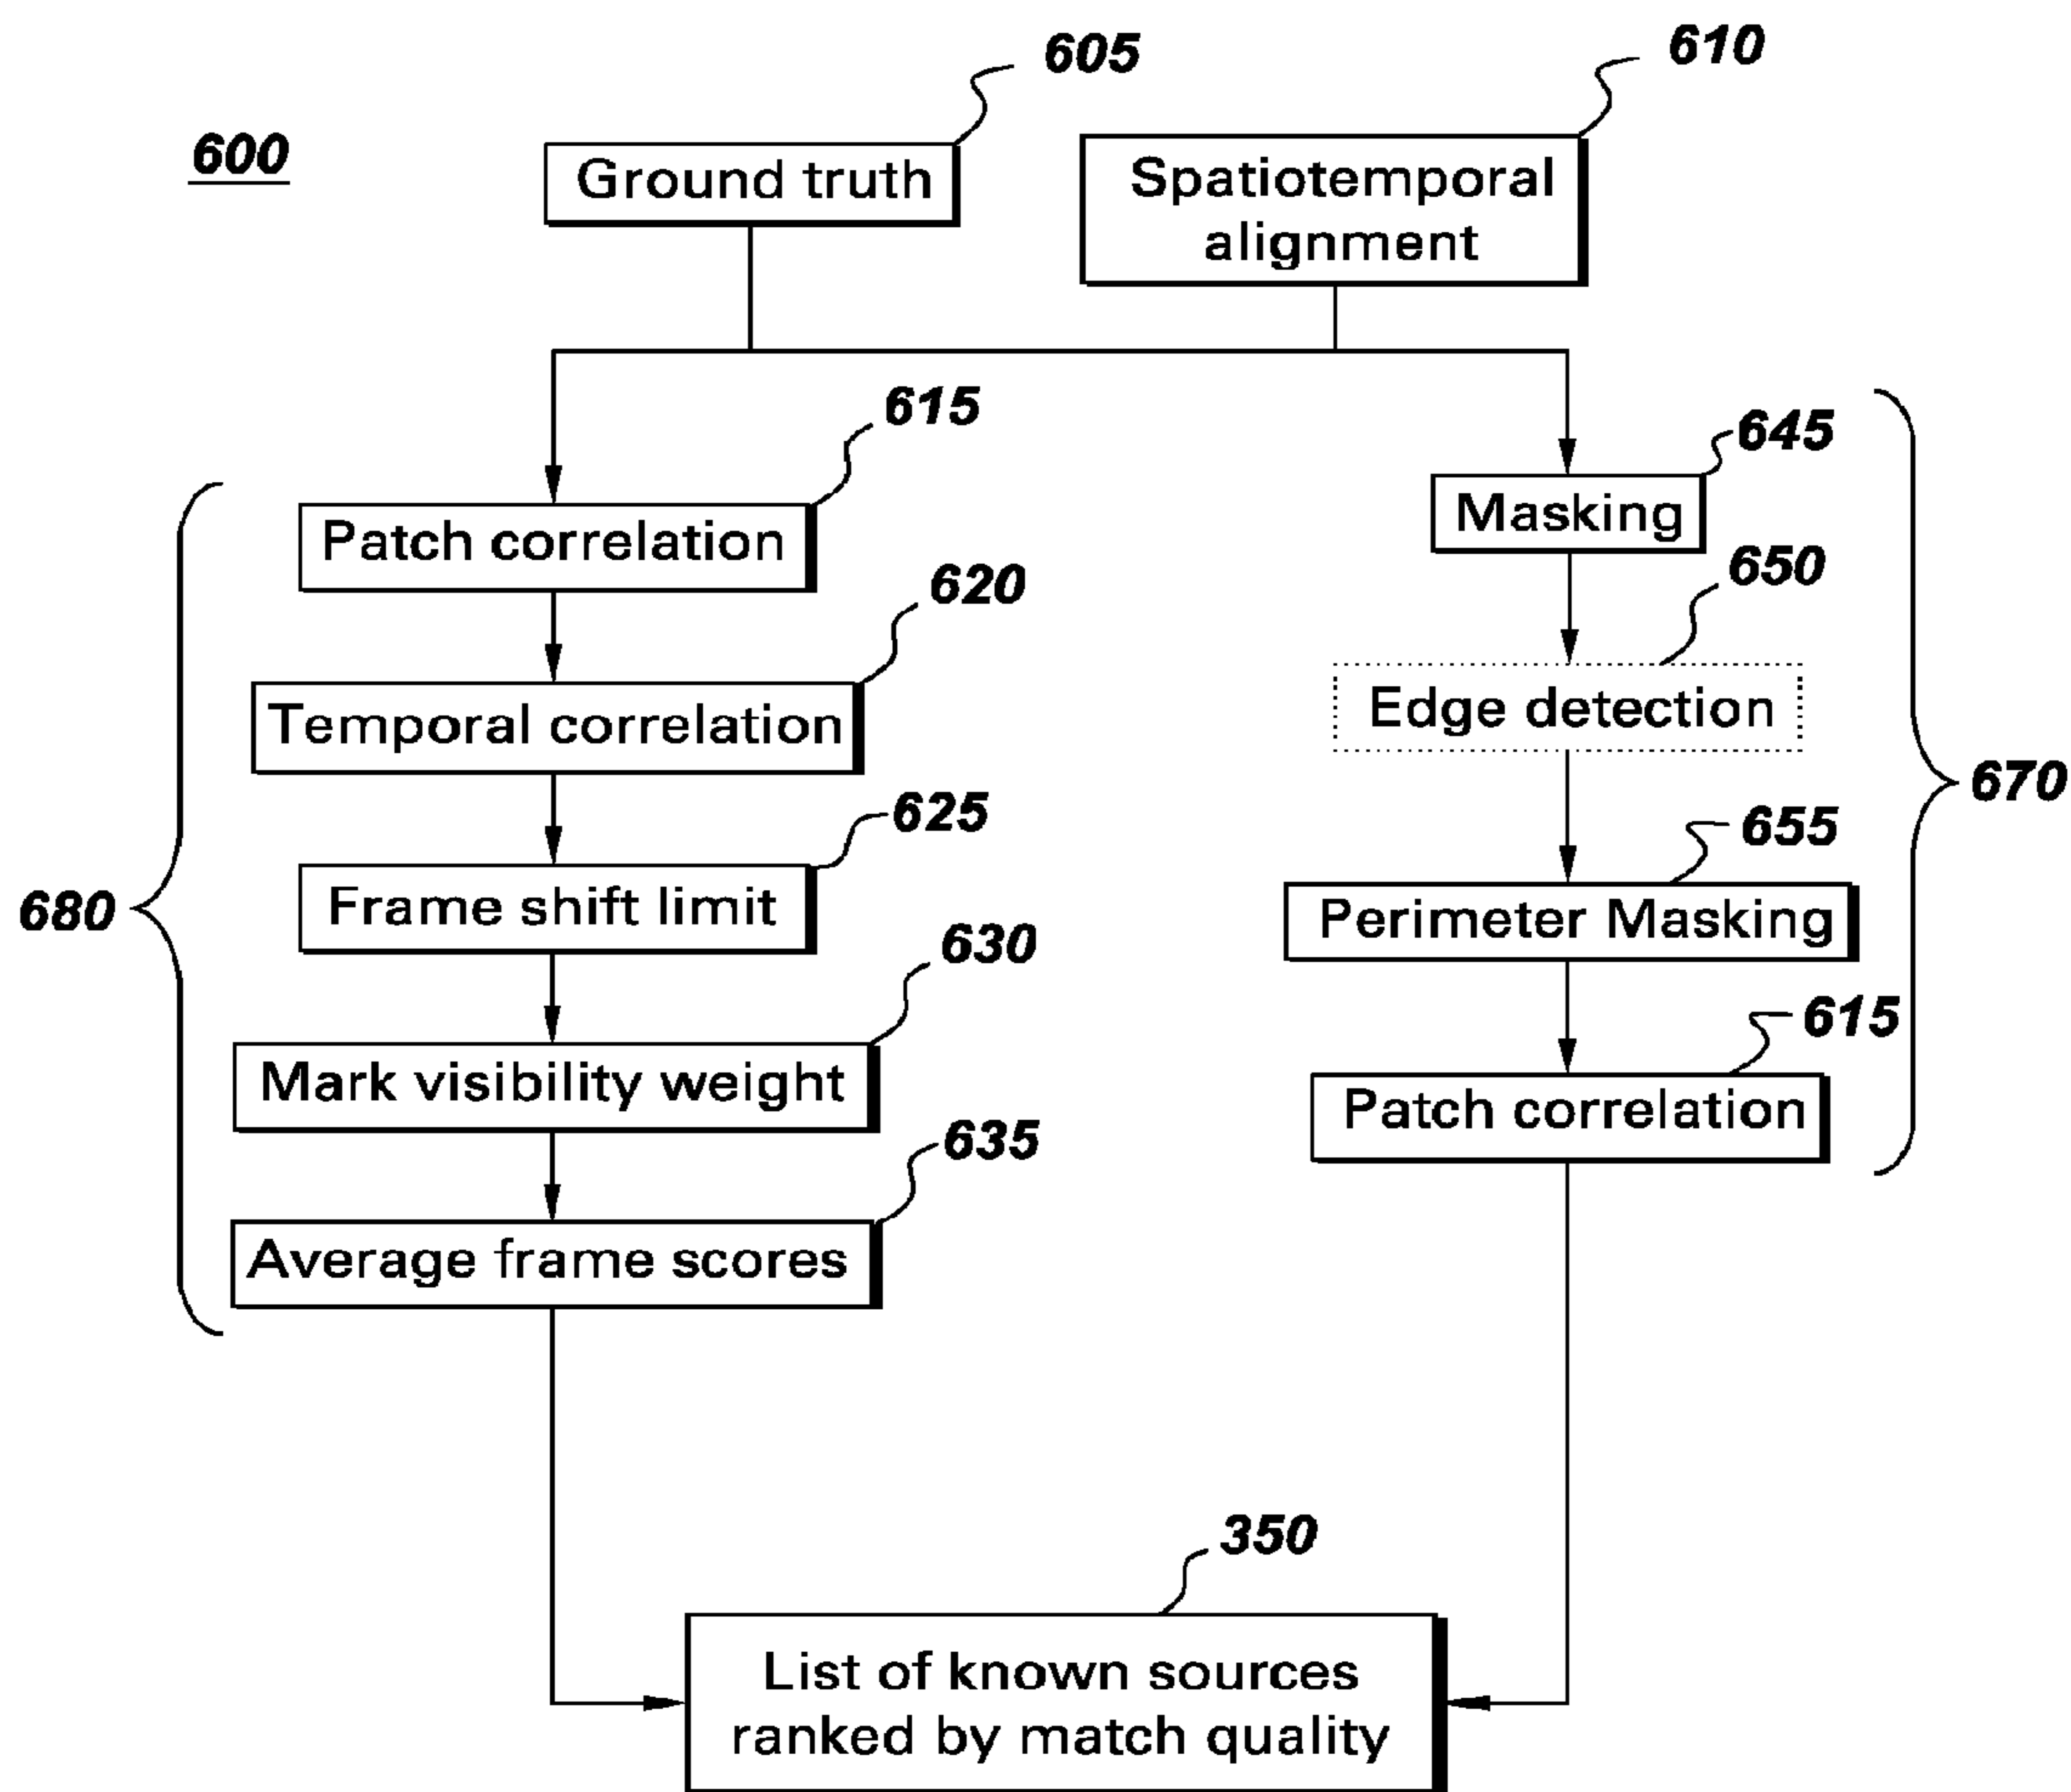 600
605
Ground truth
610
Spatiotemporal
alignment
680
615
Patch correlation
620
Temporal correlation
625
Frame shift limit
630
Mark visibility weight
635
Average frame scores
645
Masking
650
Edge detection
655
Perimeter Masking
615
Patch correlation
670
350
List of known sources
ranked by match quality